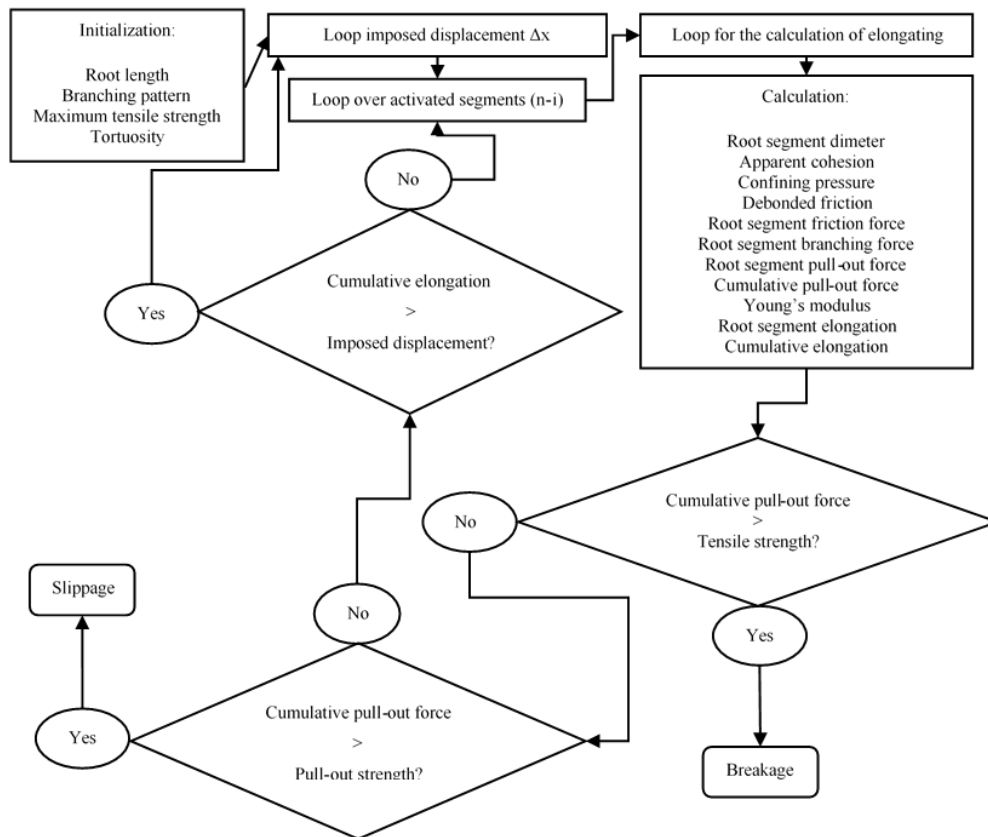 Initialization:
Root length
Branching pattern
Maximum tensile strength
Tortuosity
Loop imposed displacement Δx
Loop over activated segments (n-i)
Loop for the calculation of elongating
Calculation:
Root segment dimeter
Apparent cohesion
Confining pressure
Debonded friction
Root segment friction force
Root segment branching force
Root segment pull-out force
Cumulative pull-out force
Young's modulus
Root segment elongation
Cumulative elongation
No
Cumulative elongation
>
Imposed displacement?
Yes
Cumulative pull-out force
>
Tensile strength?
No
Yes
Breakage
No
Cumulative pull-out force
>
Pull-out strength?
Yes
Slippage